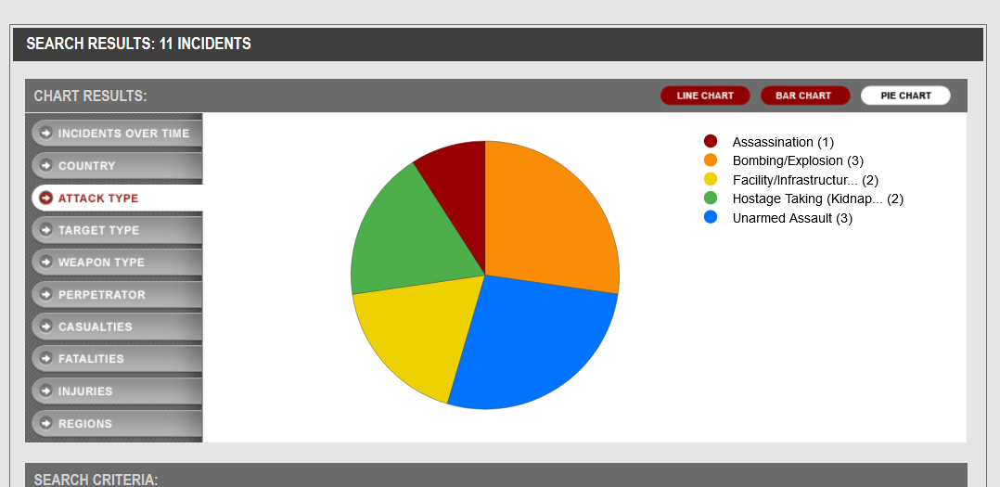 SEARCH RESULTS: 11 INCIDENTS
CHART RESULTS:
LINE CHART
BAR CHART
PIE CHART
INCIDENTS OVER TIME
COUNTRY
ATTACK TYPE
TARGET TYPE
WEAPON TYPE
PERPETRATOR
CASUALTIES
FATALITIES
INJURIES
REGIONS
Assassination (1)
Bombing/Explosion (3)
Facility/Infrastructur... (2)
Hostage Taking (Kidnap... (2)
Unarmed Assault (3)
SEARCH CRITERIA: